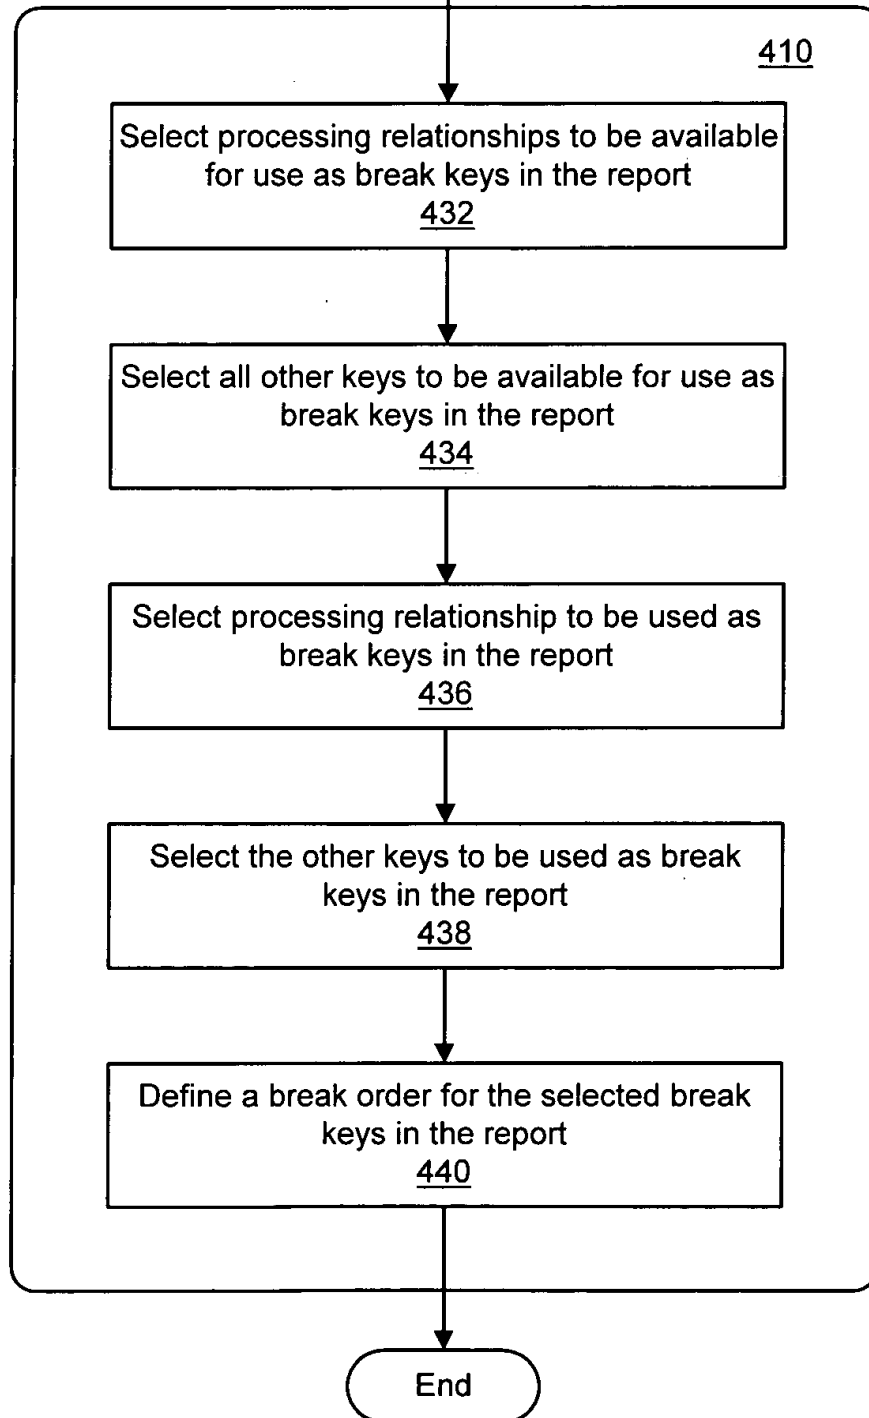 410
Select processing relationships to be available
for use as break keys in the report
432
Select all other keys to be available for use as
break keys in the report
434
Select processing relationship to be used as
break keys in the report
436
Select the other keys to be used as break
keys in the report
438
Define a break order for the selected break
keys in the report
440
End